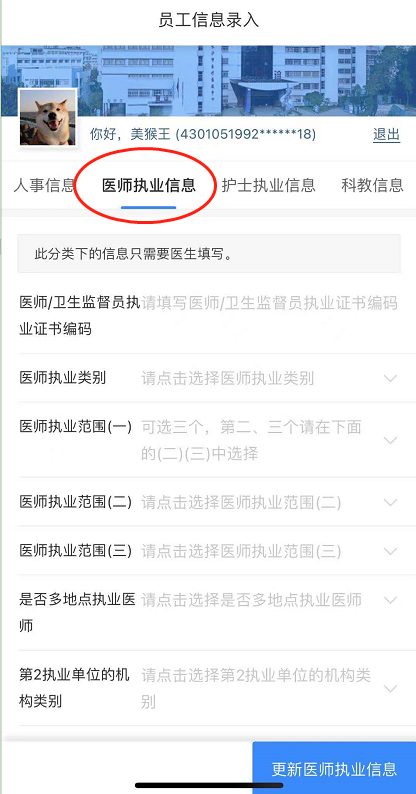 员工信息录入
你好，美猴王 (4301051992******18)
退出
人事信息 医师执业信息 护士执业信息 科教信息
此分类下的信息只需要医生填写。
医师/卫生监督员执
业证书编码
请填写医师/卫生监督员执业证书编码
医师执业类别
请点击选择医师执业类别
医师执业范围(一)
可选三个，第二、三个请在下面
的(二)(三)中选择
医师执业范围(二)
请点击选择医师执业范围(二)
医师执业范围(三)
请点击选择医师执业范围(三)
是否多地点执业医
师
请点击选择是否多地点执业医师
第2执业单位的机
构类别
请点击选择第2执业单位的机构类
别
更新医师执业信息